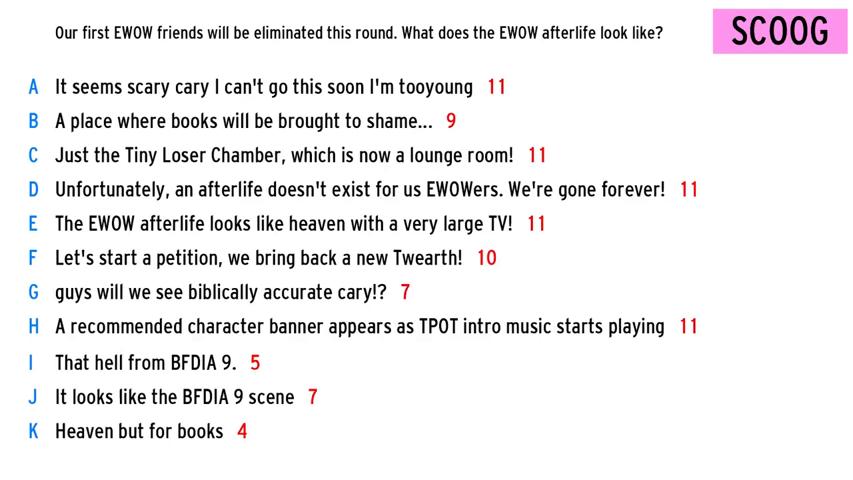 Our first EWOW friends will be eliminated this round. What does the EWOW afterlife look like?
SCOOG
A It seems scary cary I can't go this soon I'm tooyoung 11
B A place where books will be brought to shame... 9
C Just the Tiny Loser Chamber, which is now a lounge room! 11
D Unfortunately, an afterlife doesn't exist for us EWOWers. We're gone forever! 11
E The EWOW afterlife looks like heaven with a very large TV! 11
F Let's start a petition, we bring back a new Twearth! 10
G guys will we see biblically accurate cary!? 7
H A recommended character banner appears as TPOT intro music starts playing 11
I That hell from BFDIA 9. 5
J It looks like the BFDIA 9 scene 7
K Heaven but for books 4